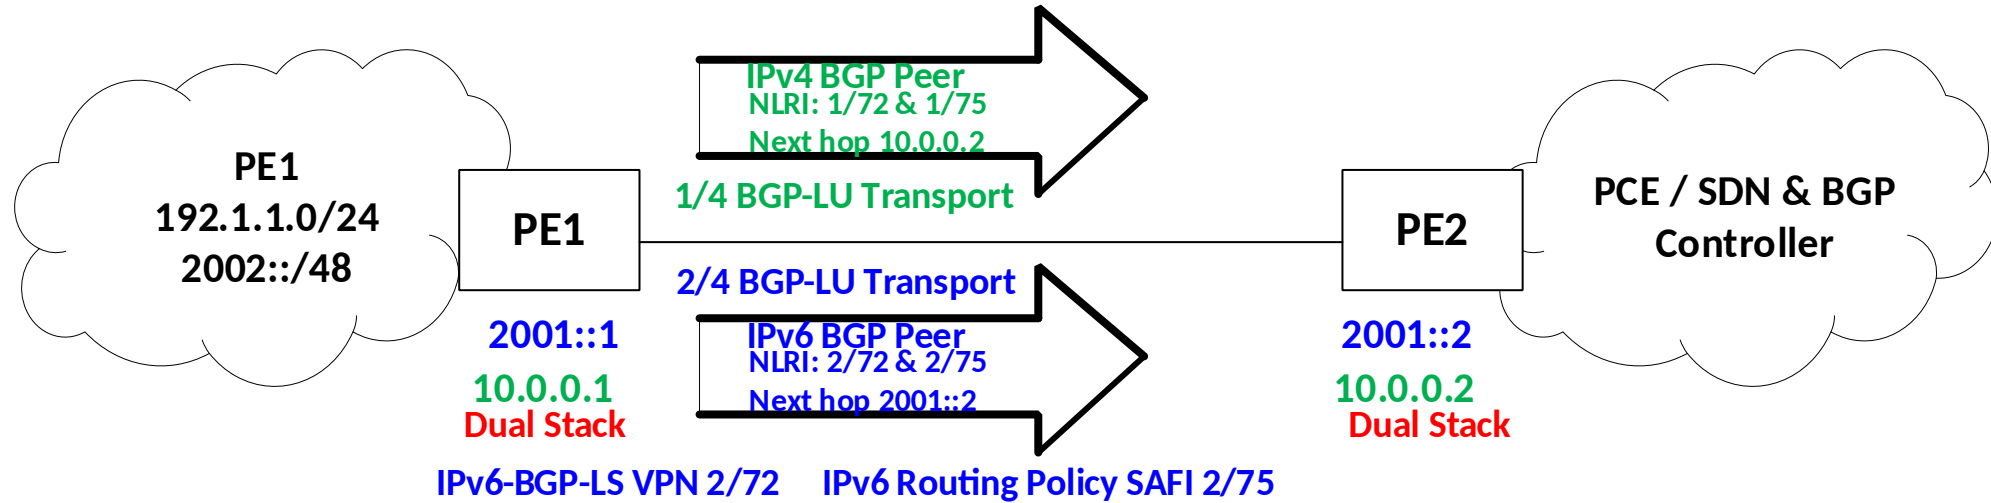 IPv4 BGP Peer
NLRI: 1/72 & 1/75
Next hop 10.0.0.2
1/4 BGP-LU Transport
PE1
192.1.1.0/24
2002::/48
PE1
PE2
PCE / SDN & BGP
Controller
2/4 BGP-LU Transport
IPv6 BGP Peer
NLRI: 2/72 & 2/75
Next hop 2001::2
2001::1
10.0.0.1
Dual Stack
2001::2
10.0.0.2
Dual Stack
IPv6-BGP-LS VPN 2/72 IPv6 Routing Policy SAFI 2/75